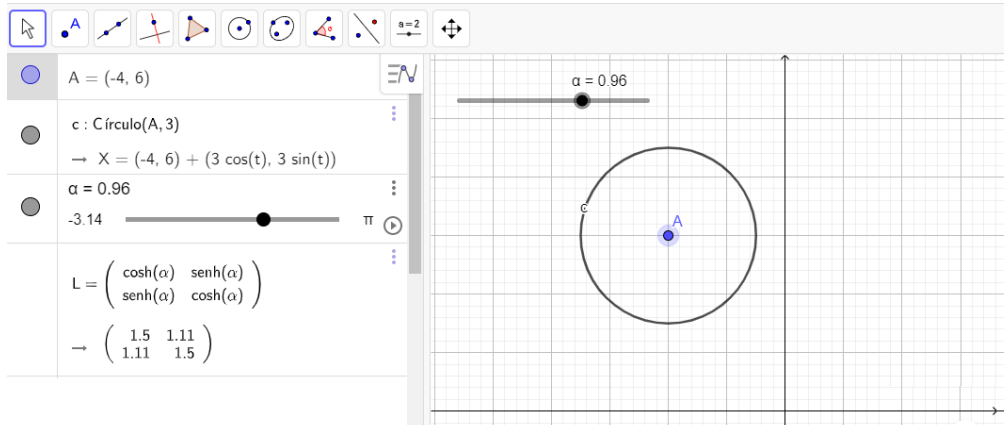 A
a=2
A = (-4, 6)
c : Círculo(A, 3)
→ X = (-4, 6) + (3 cos(t), 3 sin(t))
α = 0.96
-3.14 π
L = ( cosh(α) senh(α)
senh(α) cosh(α) )
→ ( 1.5 1.11
1.11 1.5 )
α = 0.96
c
A